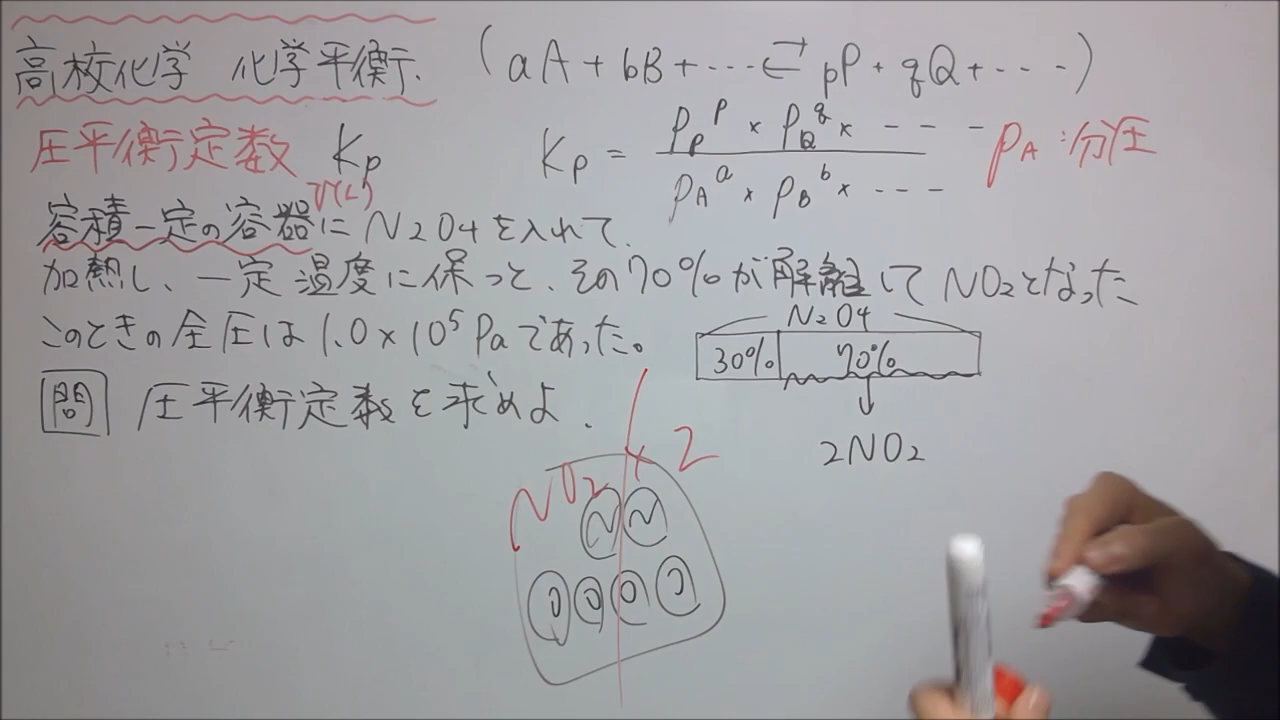 高校化学 化学平衡. (aA + bB + ・・・ ⇄ pP + qQ + ・・・)
圧平衡定数 Kp
Kp = pP^p × pQ^q × ---- / pA^a × pB^b × ---
pA:分圧
V(L)
容積一定の容器に N2O4を入れて、
加熱し、一定温度に保つと、その70%が解離して NO2となった
このときの全圧は 1.0×10^5 Paであった。
問 圧平衡定数を求めよ.
N2O4
30% 70%
2NO2
NO2 × 2
N N
O O O O